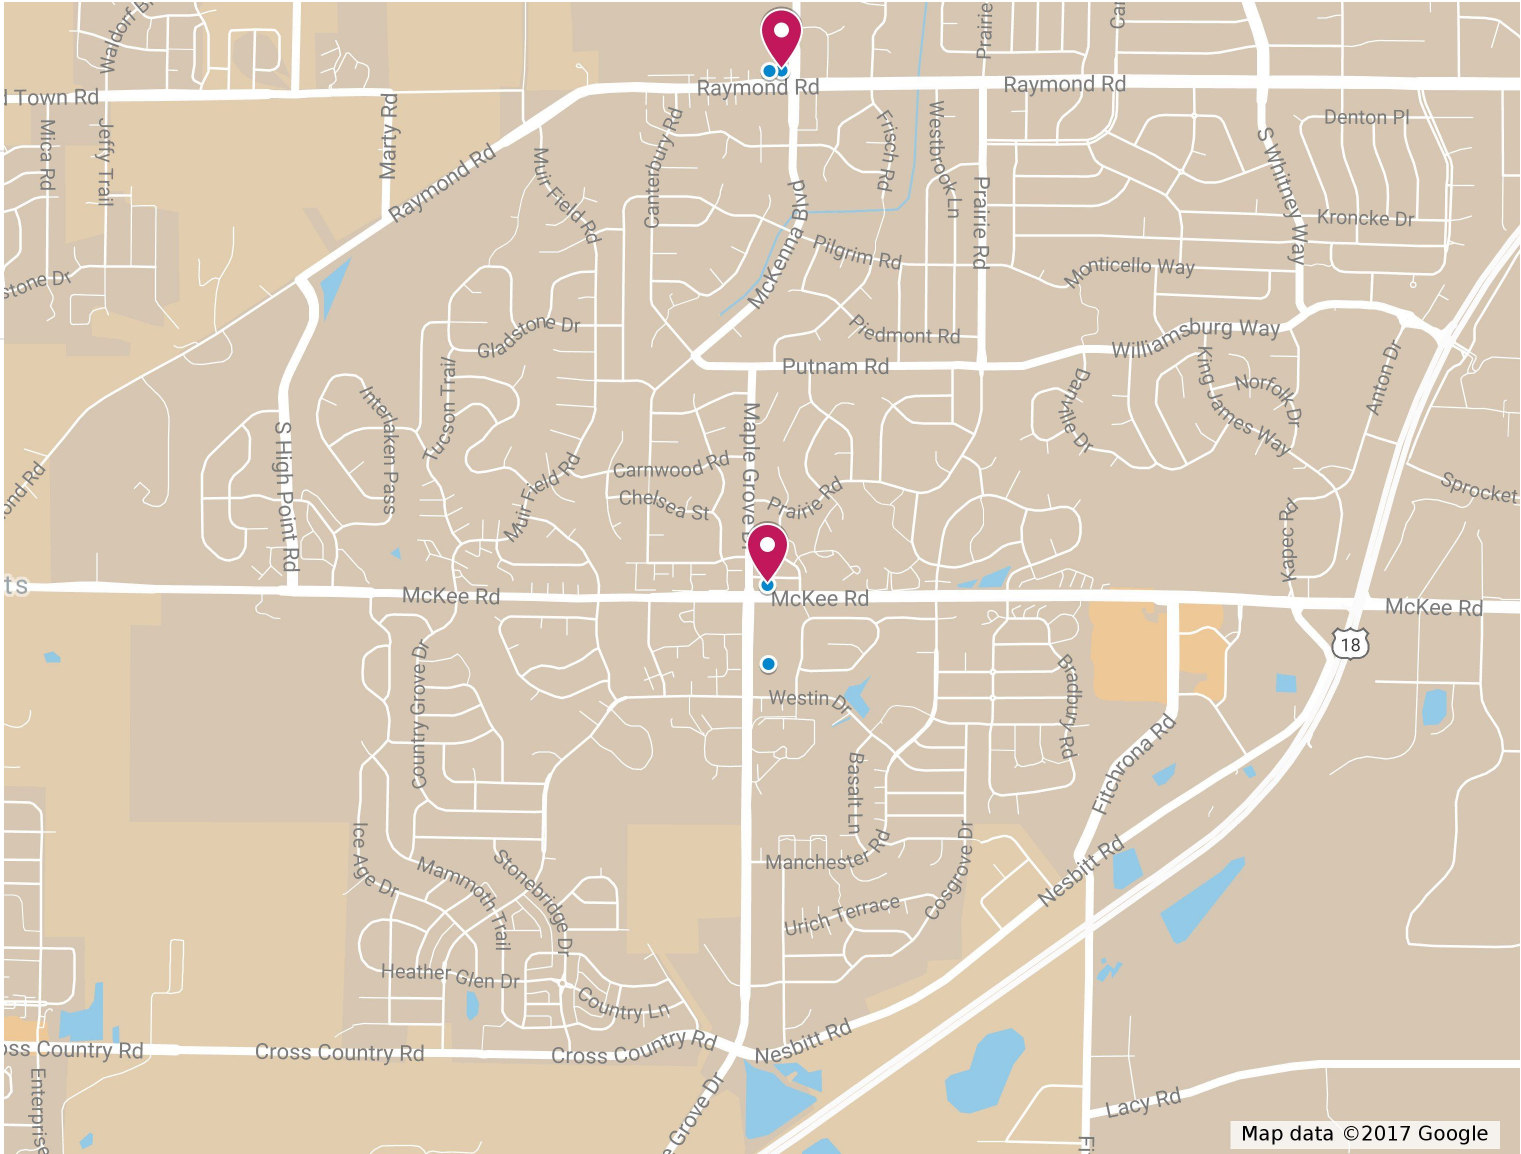 Waldorf B
Prairie
Car
d Town Rd
Raymond Rd
Raymond Rd
Mica Rd
Jeffy Trail
Marty Rd
Raymond Rd
Muir Field Rd
Canterbury Rd
Frisch Rd
Westbrook Ln
Prairie Rd
S Whitney Way
Denton Pl
Kroncke Dr
McKenna Blvd
Pilgrim Rd
Monticello Way
stone Dr
Gladstone Dr
Piedmont Rd
Williamsburg Way
Putnam Rd
Tucson Trail
Interlaken Pass
Danville Dr
King James Way
Norfolk Dr
Anton Dr
S High Point Rd
Maple Grove Dr
Carnwood Rd
Chelsea St
Muir Field Rd
Prairie Rd
ond Rd
Sprocket
Kapec Rd
ts
McKee Rd
McKee Rd
McKee Rd
18
Country Grove Dr
Westin Dr
Bradbury Rd
Fitchrona Rd
Basalt Ln
Ice Age Dr
Mammoth Trail
Stonebridge Dr
Manchester Rd
Cosgrove Dr
Nesbitt Rd
Urich Terrace
Heather Glen Dr
Country Ln
oss Country Rd
Cross Country Rd
Cross Country Rd
Nesbitt Rd
Enterprise
e Grove Dr
Lacy Rd
Fi
Map data ©2017 Google